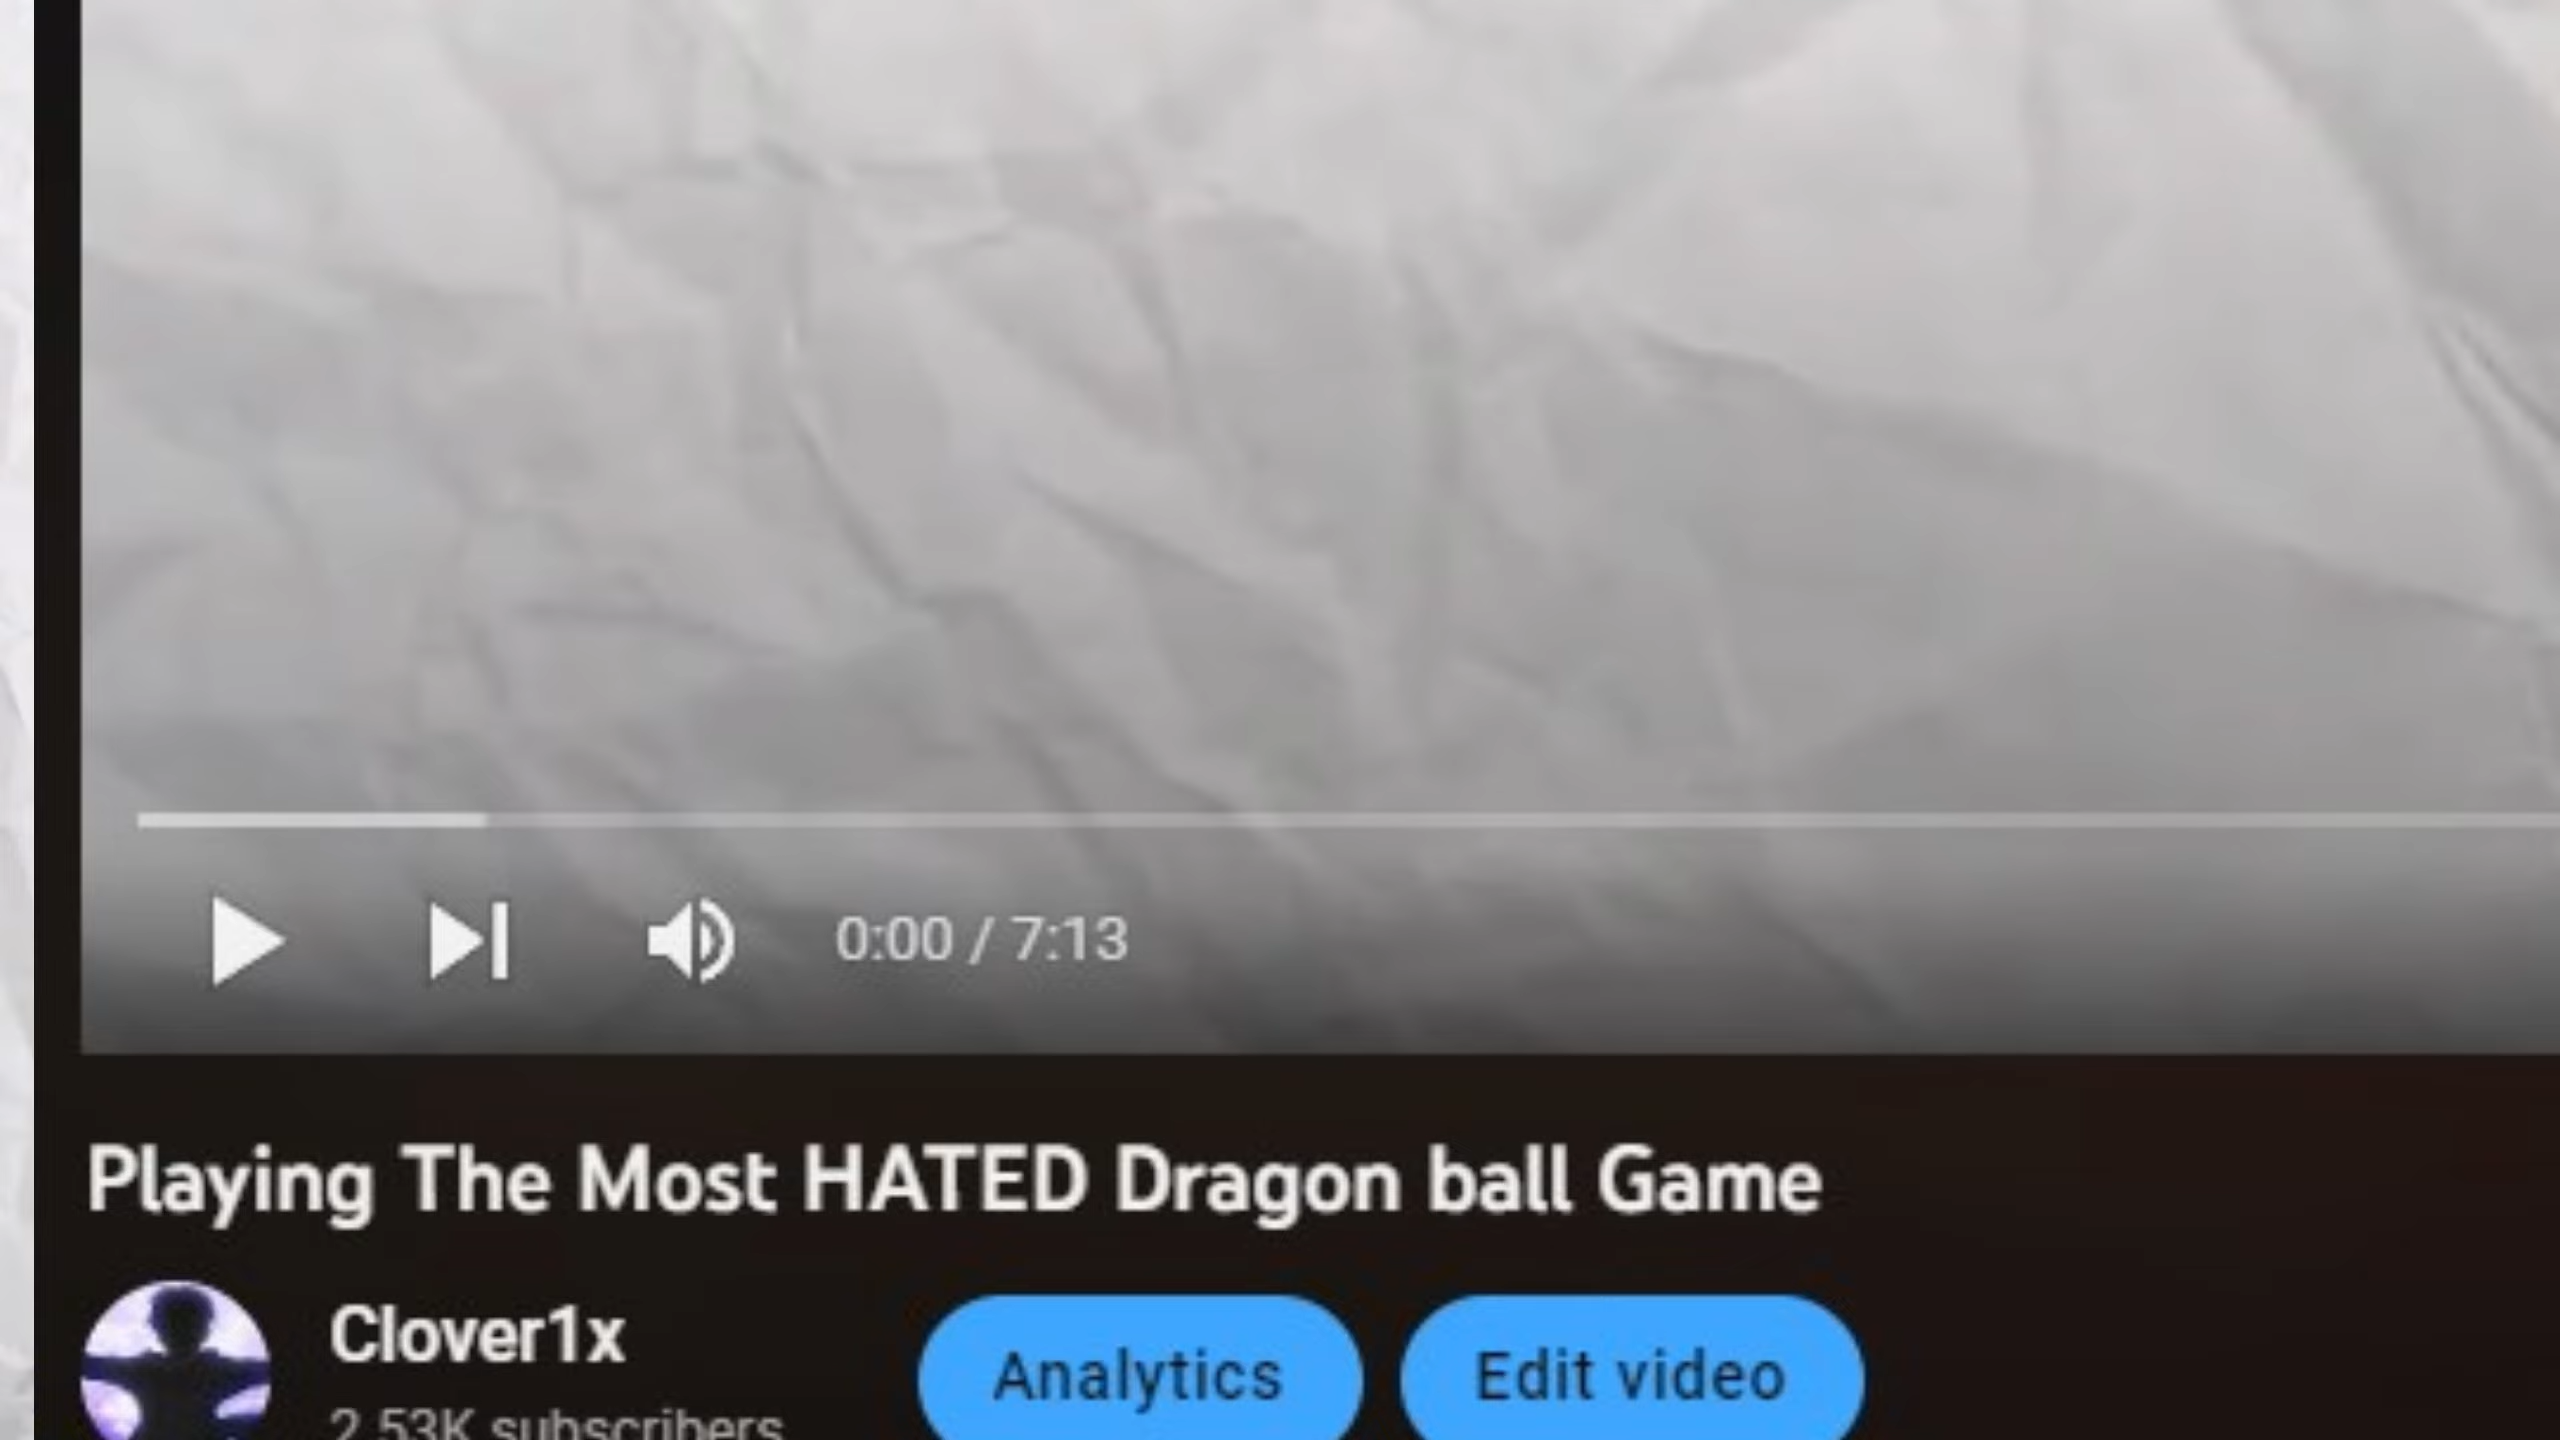 0:00 / 7:13
Playing The Most HATED Dragon ball Game
Clover1x
Analytics
Edit video
2.53K subscribers